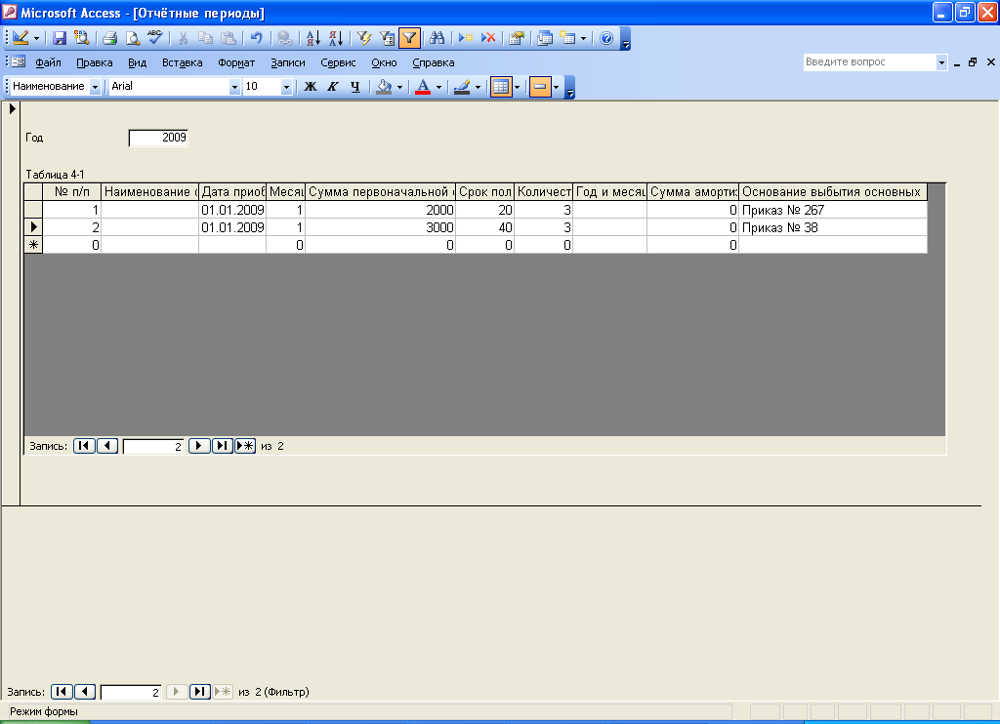 Microsoft Access - [Отчётные периоды]
Файл Правка Вид Вставка Формат Записи Сервис Окно Справка Введите вопрос
Наименование Arial 10 Ж К Ч
Год 2009
Таблица 4-1
№ п/п Наименование о Дата приоб Месяц Сумма первоначальной Срок пол Количест Год и месяц Сумма амортиз Основание выбытия основных
1 01.01.2009 1 2000 20 3 0 Приказ № 267
2 01.01.2009 1 3000 40 3 0 Приказ № 38
0 0 0 0 0 0
Запись: 2 из 2
Запись: 2 из 2 (Фильтр)
Режим формы